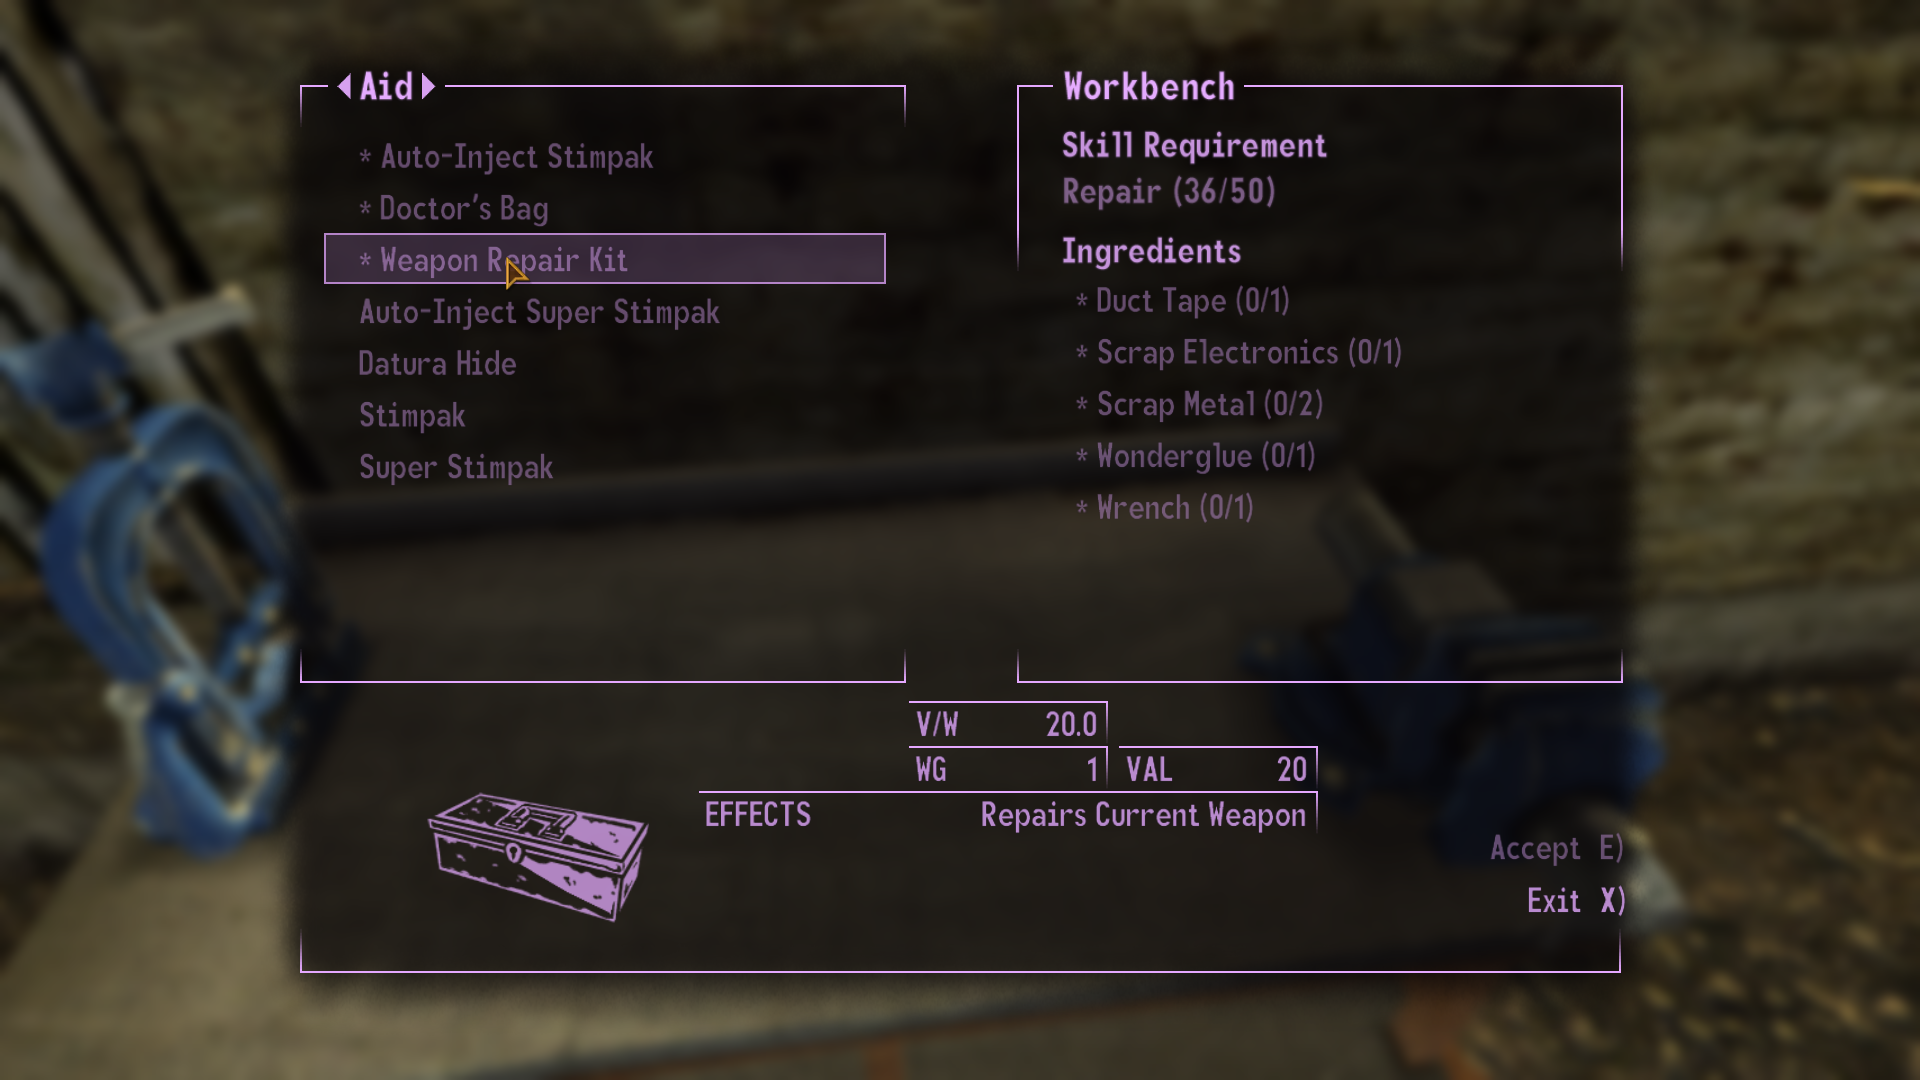 Aid
* Auto-Inject Stimpak
* Doctor's Bag
* Weapon Repair Kit
Auto-Inject Super Stimpak
Datura Hide
Stimpak
Super Stimpak
Workbench
Skill Requirement
Repair (36/50)
Ingredients
* Duct Tape (0/1)
* Scrap Electronics (0/1)
* Scrap Metal (0/2)
* Wonderglue (0/1)
* Wrench (0/1)
V/W 20.0
WG 1 VAL 20
EFFECTS Repairs Current Weapon
Accept E)
Exit X)